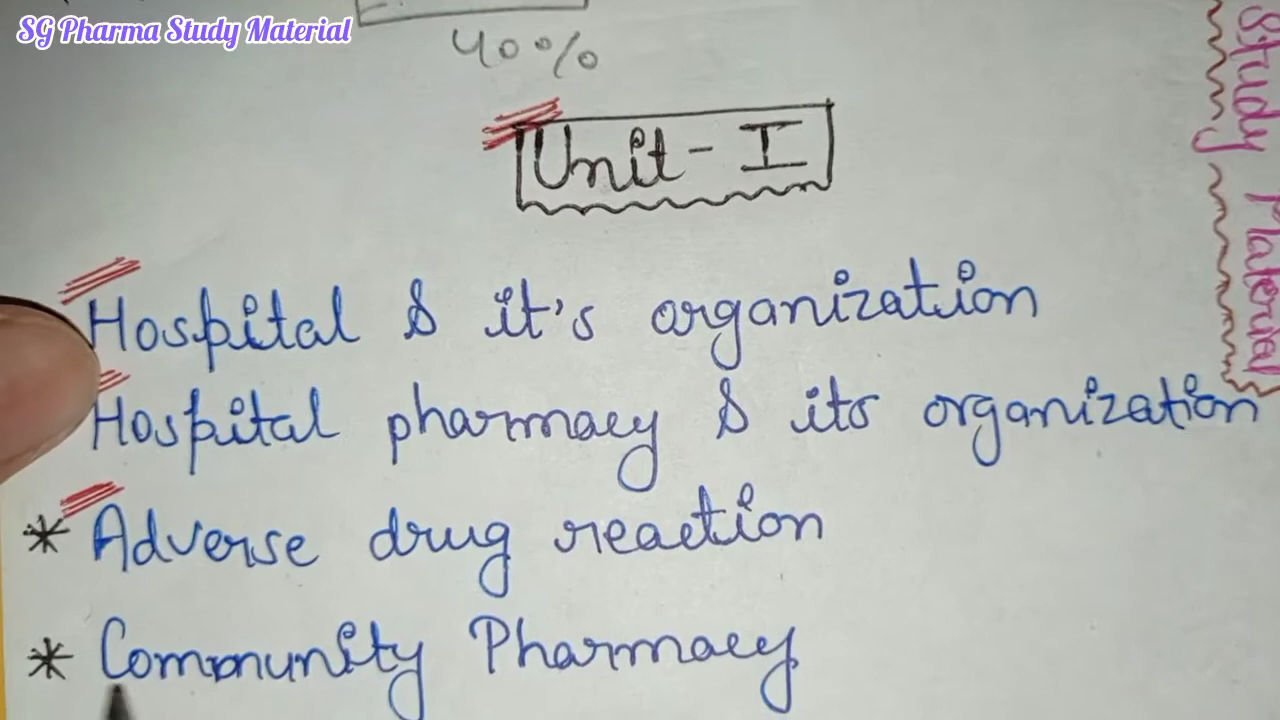 SG Pharma Study Material
40%
Unit - I
Hospital & it's organization
Hospital pharmacy & its organization
* Adverse drug reaction
* Community Pharmacy
Study Material